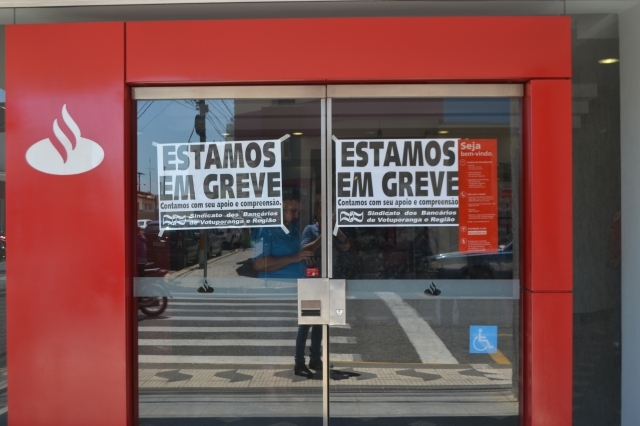 ESTAMOS
EM GREVE
Contamos com seu apoio e compreensão.
Sindicato dos Bancários
de Votuporanga e Região
ESTAMOS
EM GREVE
Contamos com seu apoio e compreensão.
Sindicato dos Bancários
de Votuporanga e Região
Seja
bem-vindo.